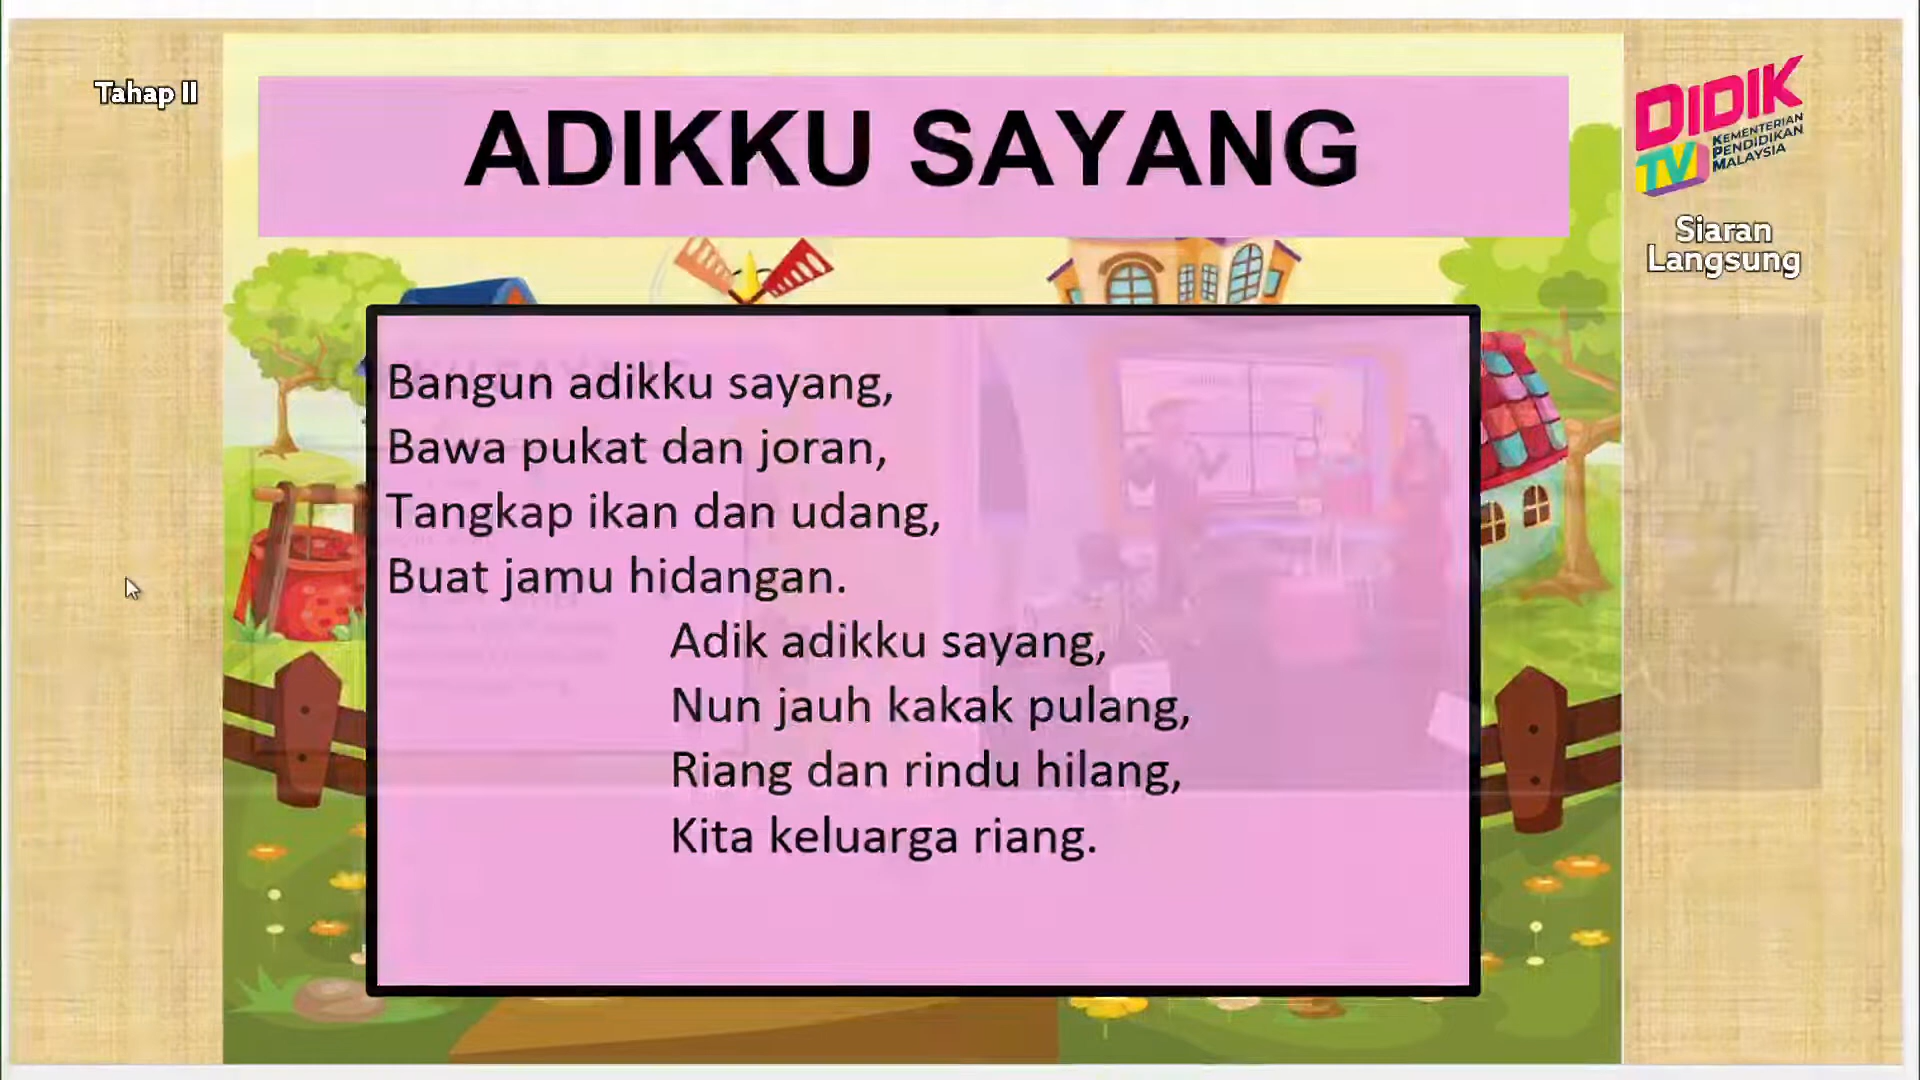 Tahap II
ADIKKU SAYANG
DIDIK
TV
KEMENTERIAN
PENDIDIKAN
MALAYSIA
Siaran
Langsung
Bangun adikku sayang,
Bawa pukat dan joran,
Tangkap ikan dan udang,
Buat jamu hidangan.
Adik adikku sayang,
Nun jauh kakak pulang,
Riang dan rindu hilang,
Kita keluarga riang.